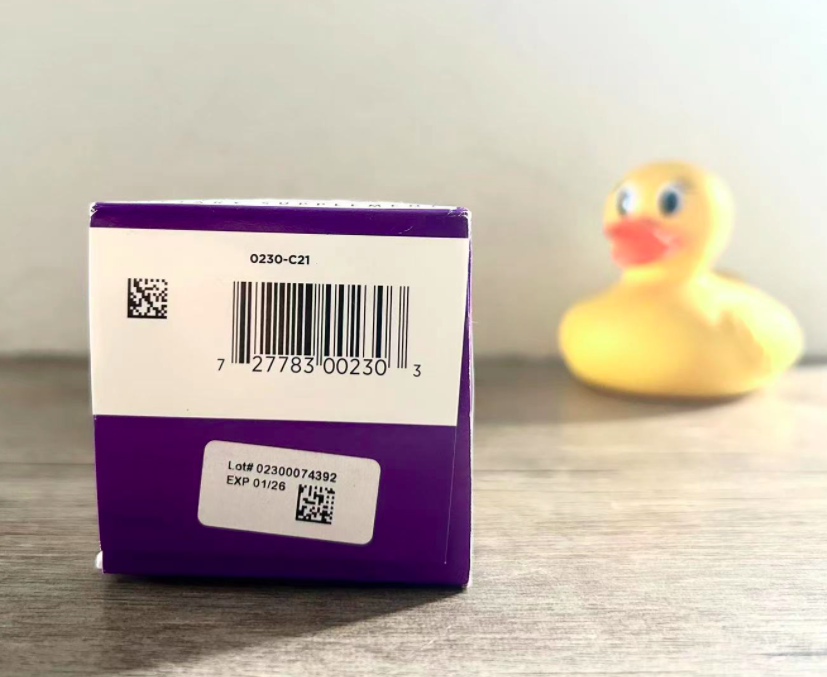 0230-C21
7 27783 00230 3
Lot# 02300074392
EXP 01/26